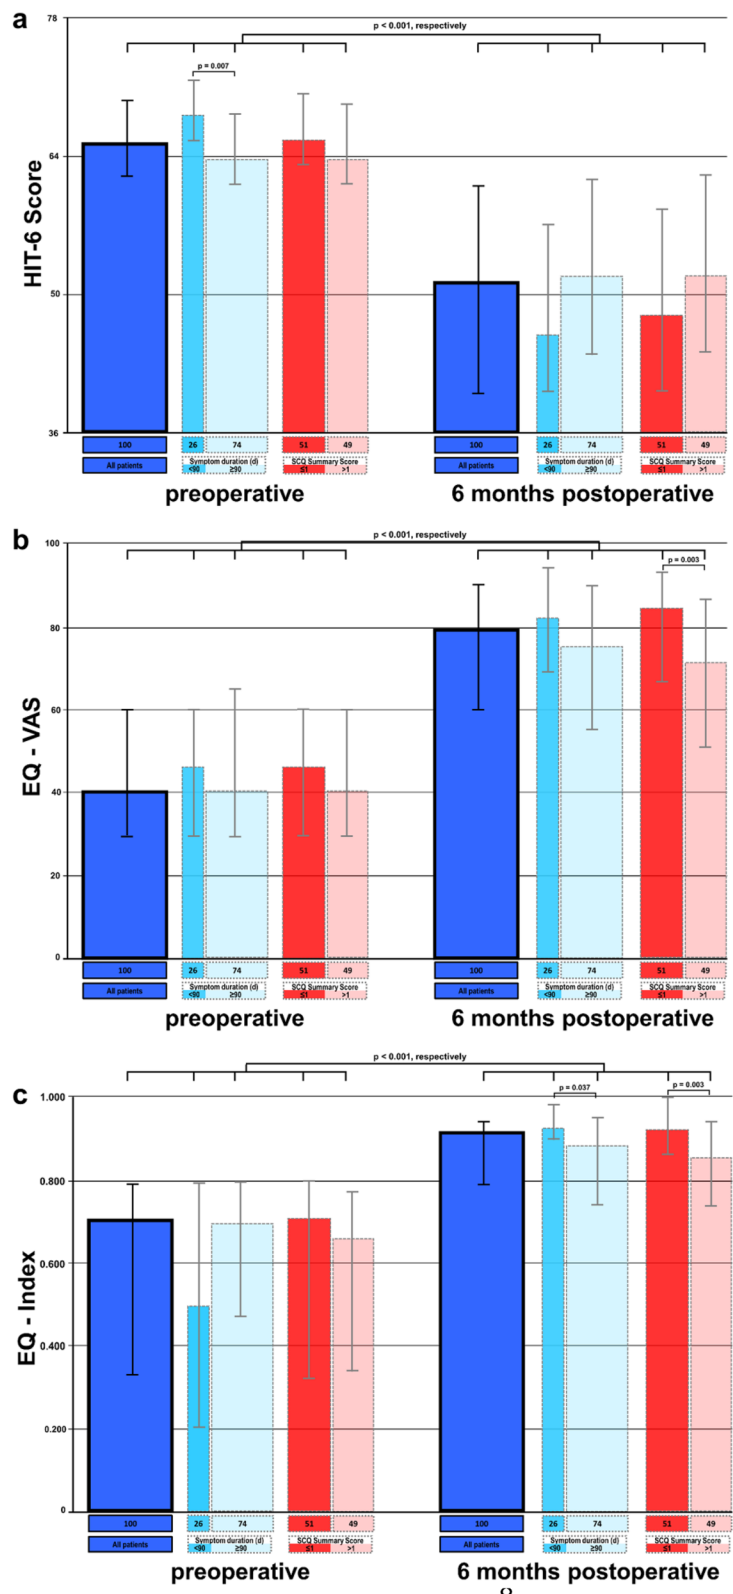 a
78
p < 0.001, respectively
p = 0.007
64
HIT-6 Score
50
36
100 26 74 51 49 100 26 74 51 49
All patients Symptom duration (d) SCQ Summary Score All patients Symptom duration (d) SCQ Summary Score
<90 ≥90 ≤1 >1 <90 ≥90 ≤1 >1
preoperative 6 months postoperative
b
100
p < 0.001, respectively
p = 0.003
80
60
EQ - VAS
40
20
0
100 26 74 51 49 100 26 74 51 49
All patients Symptom duration (d) SCQ Summary Score All patients Symptom duration (d) SCQ Summary Score
<90 ≥90 ≤1 >1 <90 ≥90 ≤1 >1
preoperative 6 months postoperative
c
p < 0.001, respectively
1.000
p = 0.037 p = 0.003
0.800
0.600
EQ - Index
0.400
0.200
0
100 26 74 51 49 100 26 74 51 49
All patients Symptom duration (d) SCQ Summary Score All patients Symptom duration (d) SCQ Summary Score
<90 ≥90 ≤1 >1 <90 ≥90 ≤1 >1
preoperative 6 months postoperative